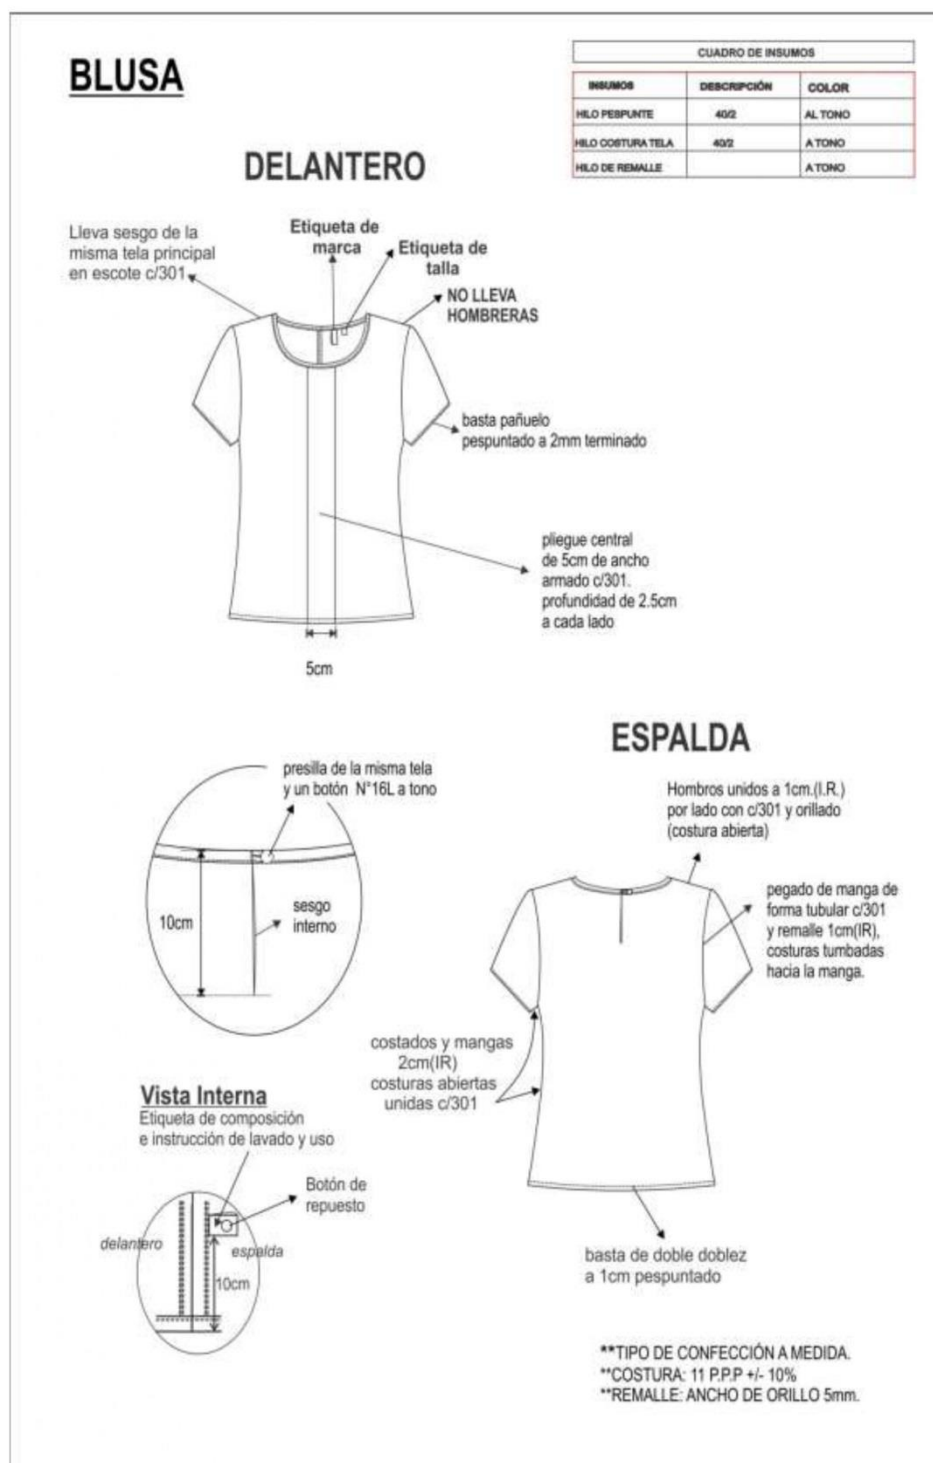 BLUSA
CUADRO DE INSUMOS
INSUMOS DESCRIPCIÓN COLOR
HILO PESPUNTE 40/2 AL TONO
HILO COSTURA TELA 40/2 A TONO
HILO DE REMALLE A TONO
DELANTERO
Lleva sesgo de la
misma tela principal
en escote c/301
Etiqueta de
marca
Etiqueta de
talla
NO LLEVA
HOMBRERAS
basta pañuelo
pespuntado a 2mm terminado
pliegue central
de 5cm de ancho
armado c/301.
profundidad de 2.5cm
a cada lado
5cm
ESPALDA
presilla de la misma tela
y un botón N°16L a tono
10cm
sesgo
interno
Hombros unidos a 1cm.(I.R.)
por lado con c/301 y orillado
(costura abierta)
pegado de manga de
forma tubular c/301
y remalle 1cm(IR),
costuras tumbadas
hacia la manga.
costados y mangas
2cm(IR)
costuras abiertas
unidas c/301
Vista Interna
Etiqueta de composición
e instrucción de lavado y uso
Botón de
repuesto
delantero
espalda
10cm
basta de doble doblez
a 1cm pespuntado
**TIPO DE CONFECCIÓN A MEDIDA.
**COSTURA: 11 P.P.P +/- 10%
**REMALLE: ANCHO DE ORILLO 5mm.